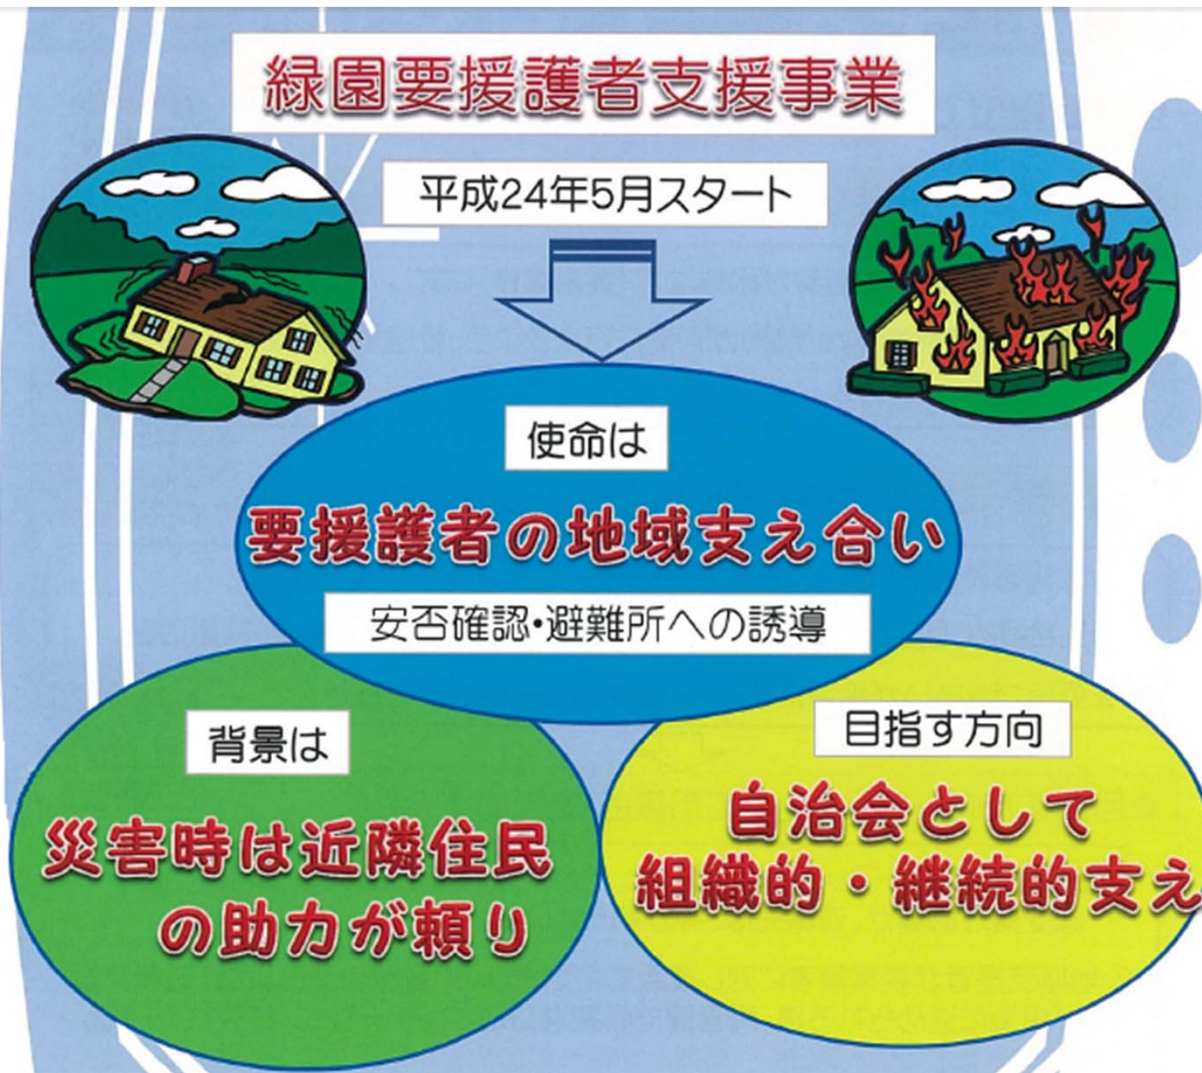 緑園要援護者支援事業
平成24年5月スタート
使命は
要援護者の地域支え合い
安否確認・避難所への誘導
背景は
災害時は近隣住民
の助力が頼り
目指す方向
自治会として
組織的・継続的支え